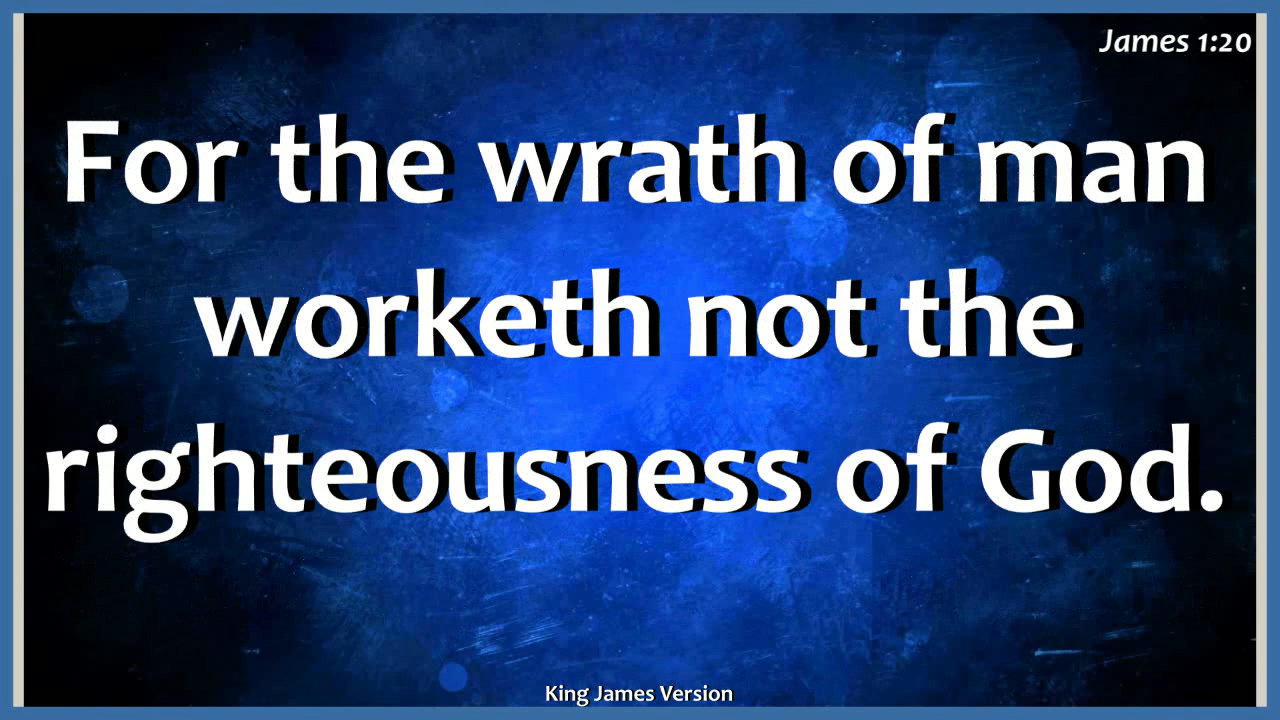 James 1:20
For the wrath of man
worketh not the
righteousness of God.
King James Version